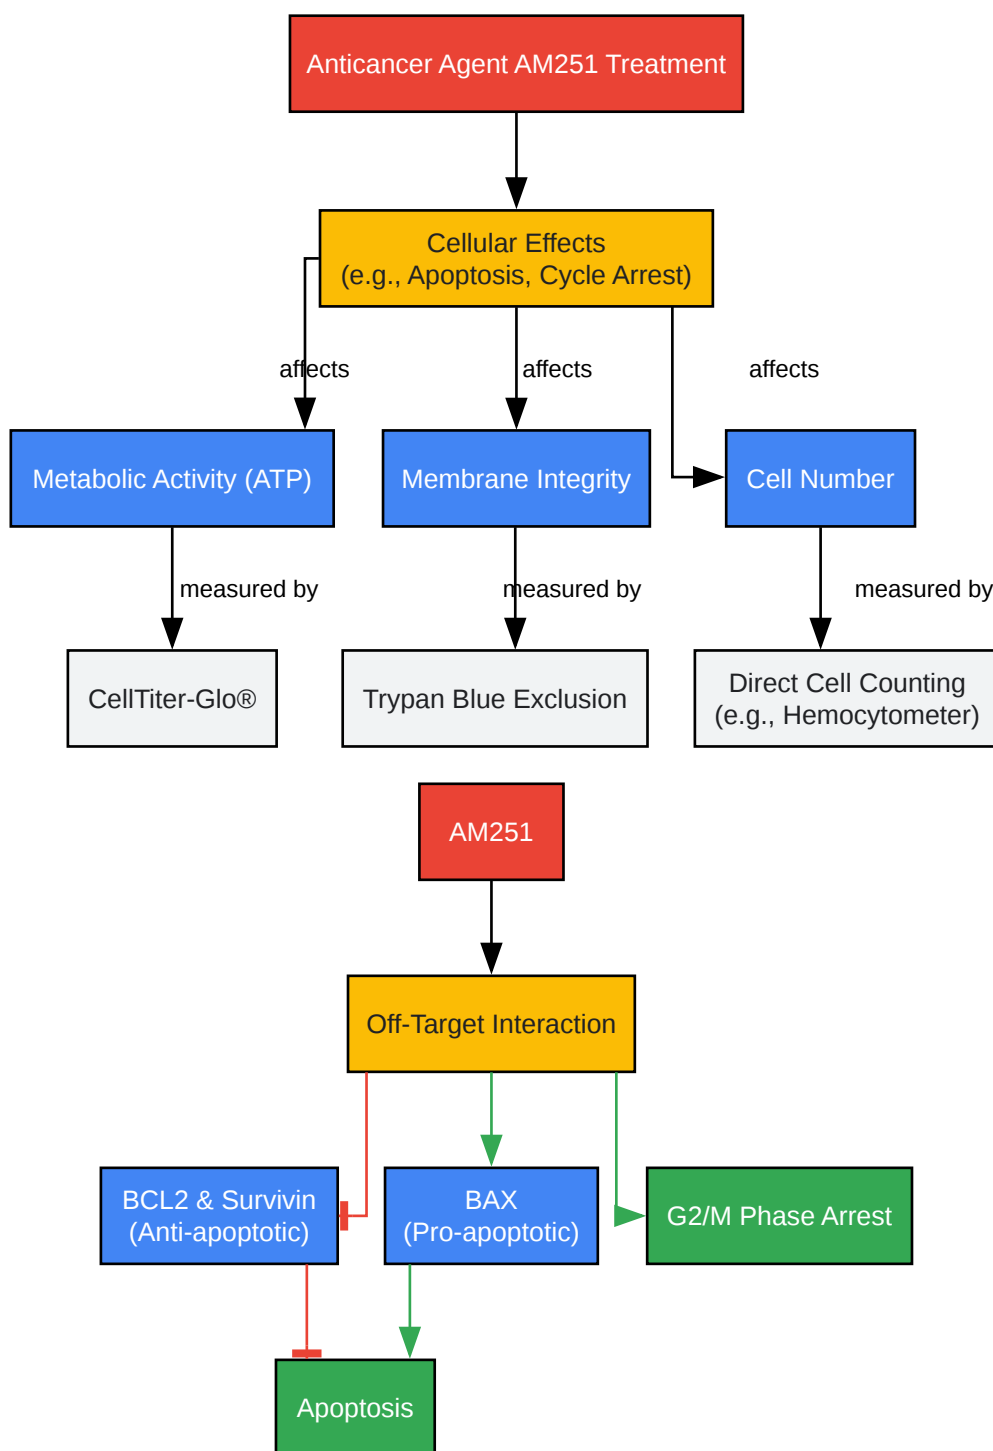 Anticancer Agent AM251 Treatment
Cellular Effects
(e.g., Apoptosis, Cycle Arrest)
affects
affects
affects
Metabolic Activity (ATP)
Membrane Integrity
Cell Number
measured by
measured by
measured by
CellTiter-Glo®
Trypan Blue Exclusion
Direct Cell Counting
(e.g., Hemocytometer)
AM251
Off-Target Interaction
BCL2 & Survivin
(Anti-apoptotic)
BAX
(Pro-apoptotic)
G2/M Phase Arrest
Apoptosis